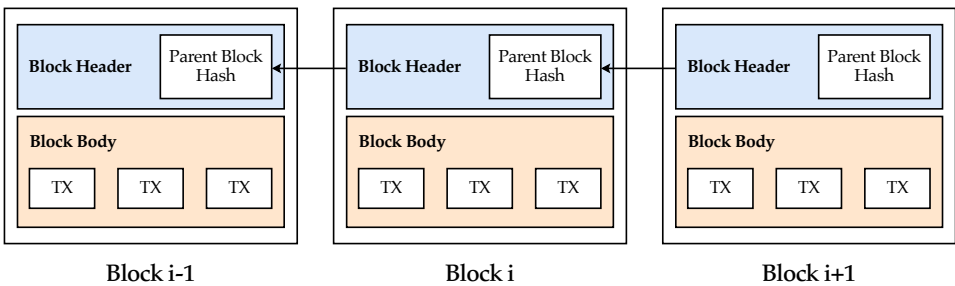 Block Header
Parent Block
Hash
Block Body
TX TX TX
Block i-1
Block Header
Parent Block
Hash
Block Body
TX TX TX
Block i
Block Header
Parent Block
Hash
Block Body
TX TX TX
Block i+1